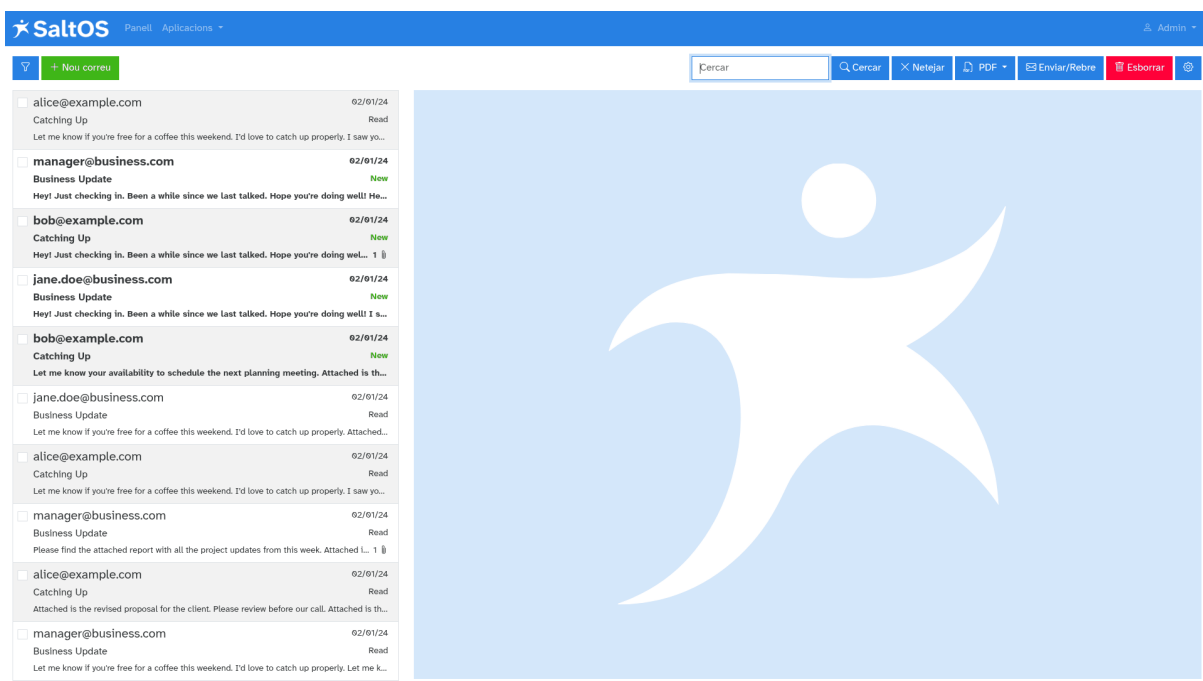 SaltOS Panell Aplicacions Admin
+ Nou correu Cercar Cercar Netejar PDF Enviar/Rebre Esborrar
alice@example.com 02/01/24
Catching Up Read
Let me know if you're free for a coffee this weekend. I'd love to catch up properly. I saw yo...
manager@business.com 02/01/24
Business Update New
Hey! Just checking in. Been a while since we last talked. Hope you're doing well! He...
bob@example.com 02/01/24
Catching Up New
Hey! Just checking in. Been a while since we last talked. Hope you're doing wel... 1
jane.doe@business.com 02/01/24
Business Update New
Hey! Just checking in. Been a while since we last talked. Hope you're doing well! I s...
bob@example.com 02/01/24
Catching Up New
Let me know your availability to schedule the next planning meeting. Attached is th...
jane.doe@business.com 02/01/24
Business Update Read
Let me know if you're free for a coffee this weekend. I'd love to catch up properly. Attached...
alice@example.com 02/01/24
Catching Up Read
Let me know if you're free for a coffee this weekend. I'd love to catch up properly. I saw yo...
manager@business.com 02/01/24
Business Update Read
Please find the attached report with all the project updates from this week. Attached i... 1
alice@example.com 02/01/24
Catching Up Read
Attached is the revised proposal for the client. Please review before our call. Attached is th...
manager@business.com 02/01/24
Business Update Read
Let me know if you're free for a coffee this weekend. I'd love to catch up properly. Let me k...